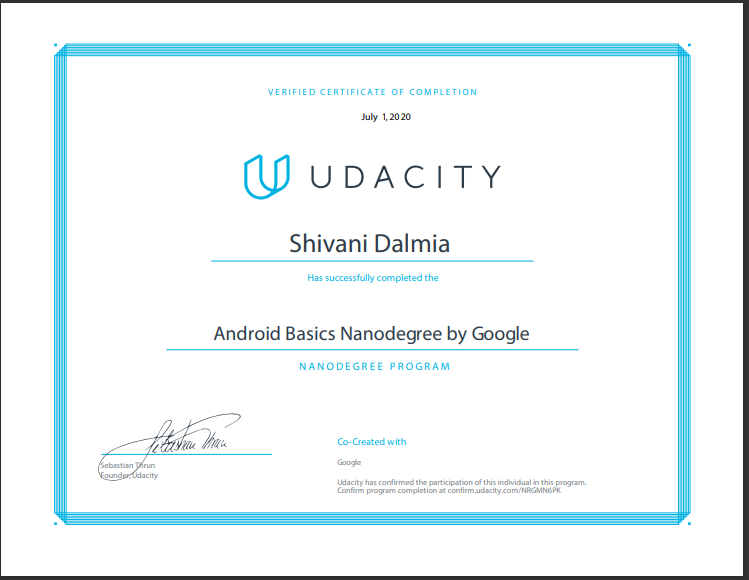 VERIFIED CERTIFICATE OF COMPLETION
July 1, 2020
UDACITY
Shivani Dalmia
Has successfully completed the
Android Basics Nanodegree by Google
NANODEGREE PROGRAM
Sebastian Thrun
Sebastian Thrun
Founder, Udacity
Co-Created with
Google
Udacity has confirmed the participation of this individual in this program.
Confirm program completion at confirm.udacity.com/NRGMN6PK